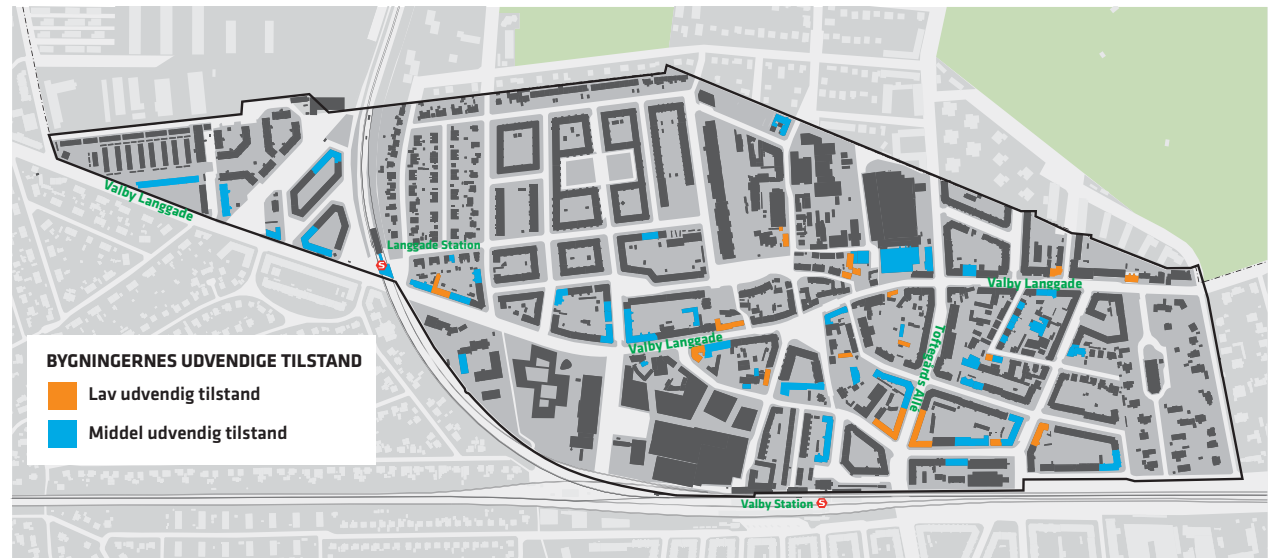 Valby Langgade
Langgade Station
S
Valby Langgade
Valby Langgade
Toftegårds Alle
BYGNINGERNES UDVENDIGE TILSTAND
Lav udvendig tilstand
Middel udvendig tilstand
Valby Station S